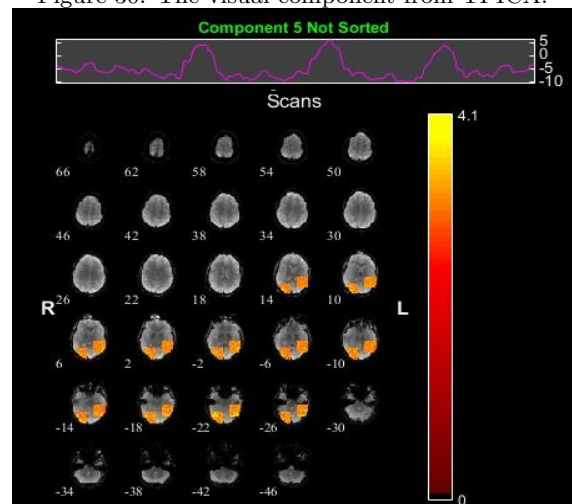 Figure 30: The visual component from TPICA.
Component 5 Not Sorted
5
0
-5
-10
Scans
4.1
66 62 58 54 50
46 42 38 34 30
26 22 18 14 10
R L
6 2 -2 -6 -10
-14 -18 -22 -26 -30
-34 -38 -42 -46
0